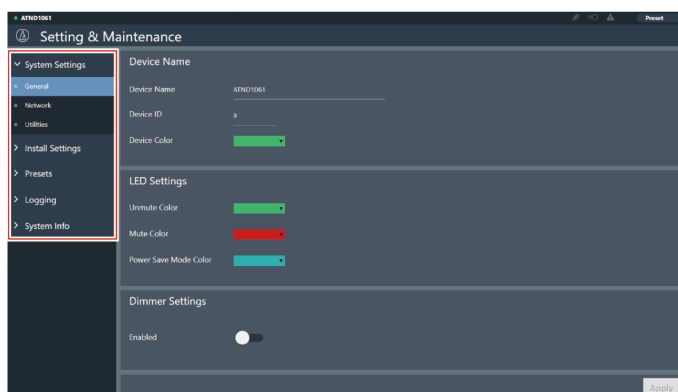 ATND1061
Preset
Setting & Maintenance
System Settings
General
Network
Utilities
Install Settings
Presets
Logging
System Info
Device Name
Device Name ATND1061
Device ID 0
Device Color
LED Settings
Unmute Color
Mute Color
Power Save Mode Color
Dimmer Settings
Enabled
Apply